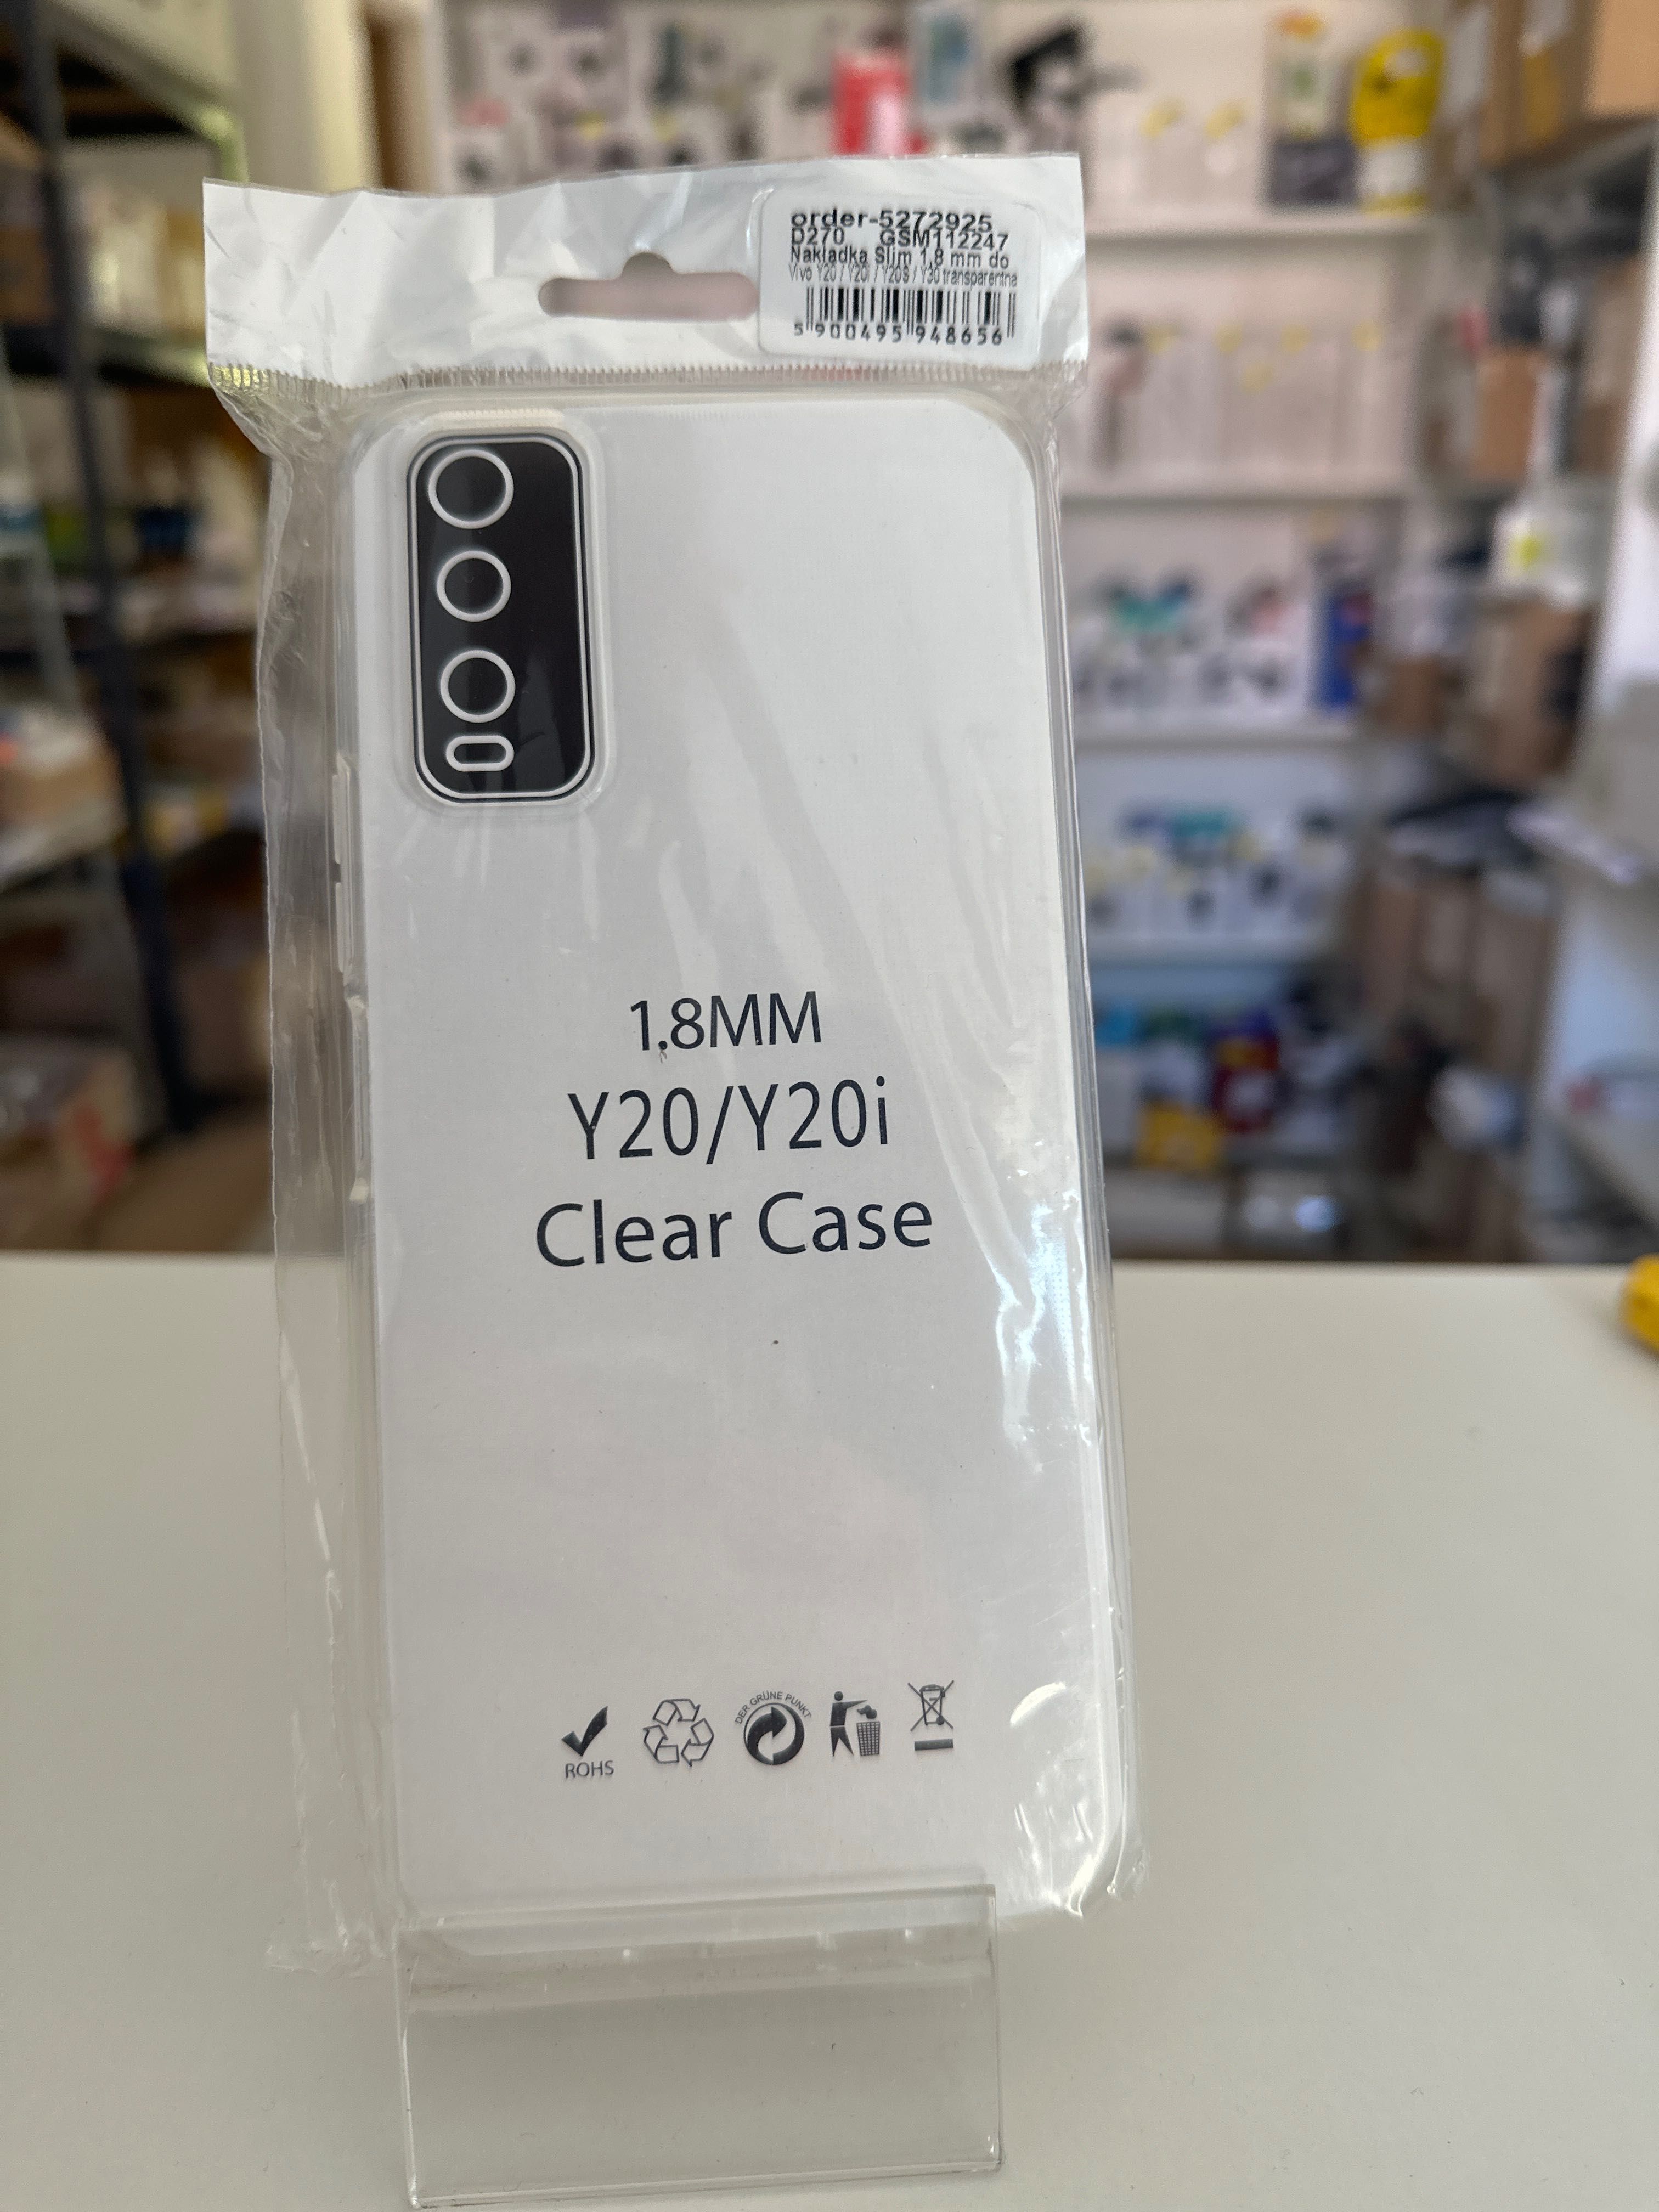 order-5272925
D270 GSM112247
Nakładka Slim 1,8 mm do
Vivo Y20 / Y20i / Y20S / Y30 transparentna
5 900495 948656
1.8MM
Y20/Y20i
Clear Case
DER GRÜNE PUNKT
ROHS